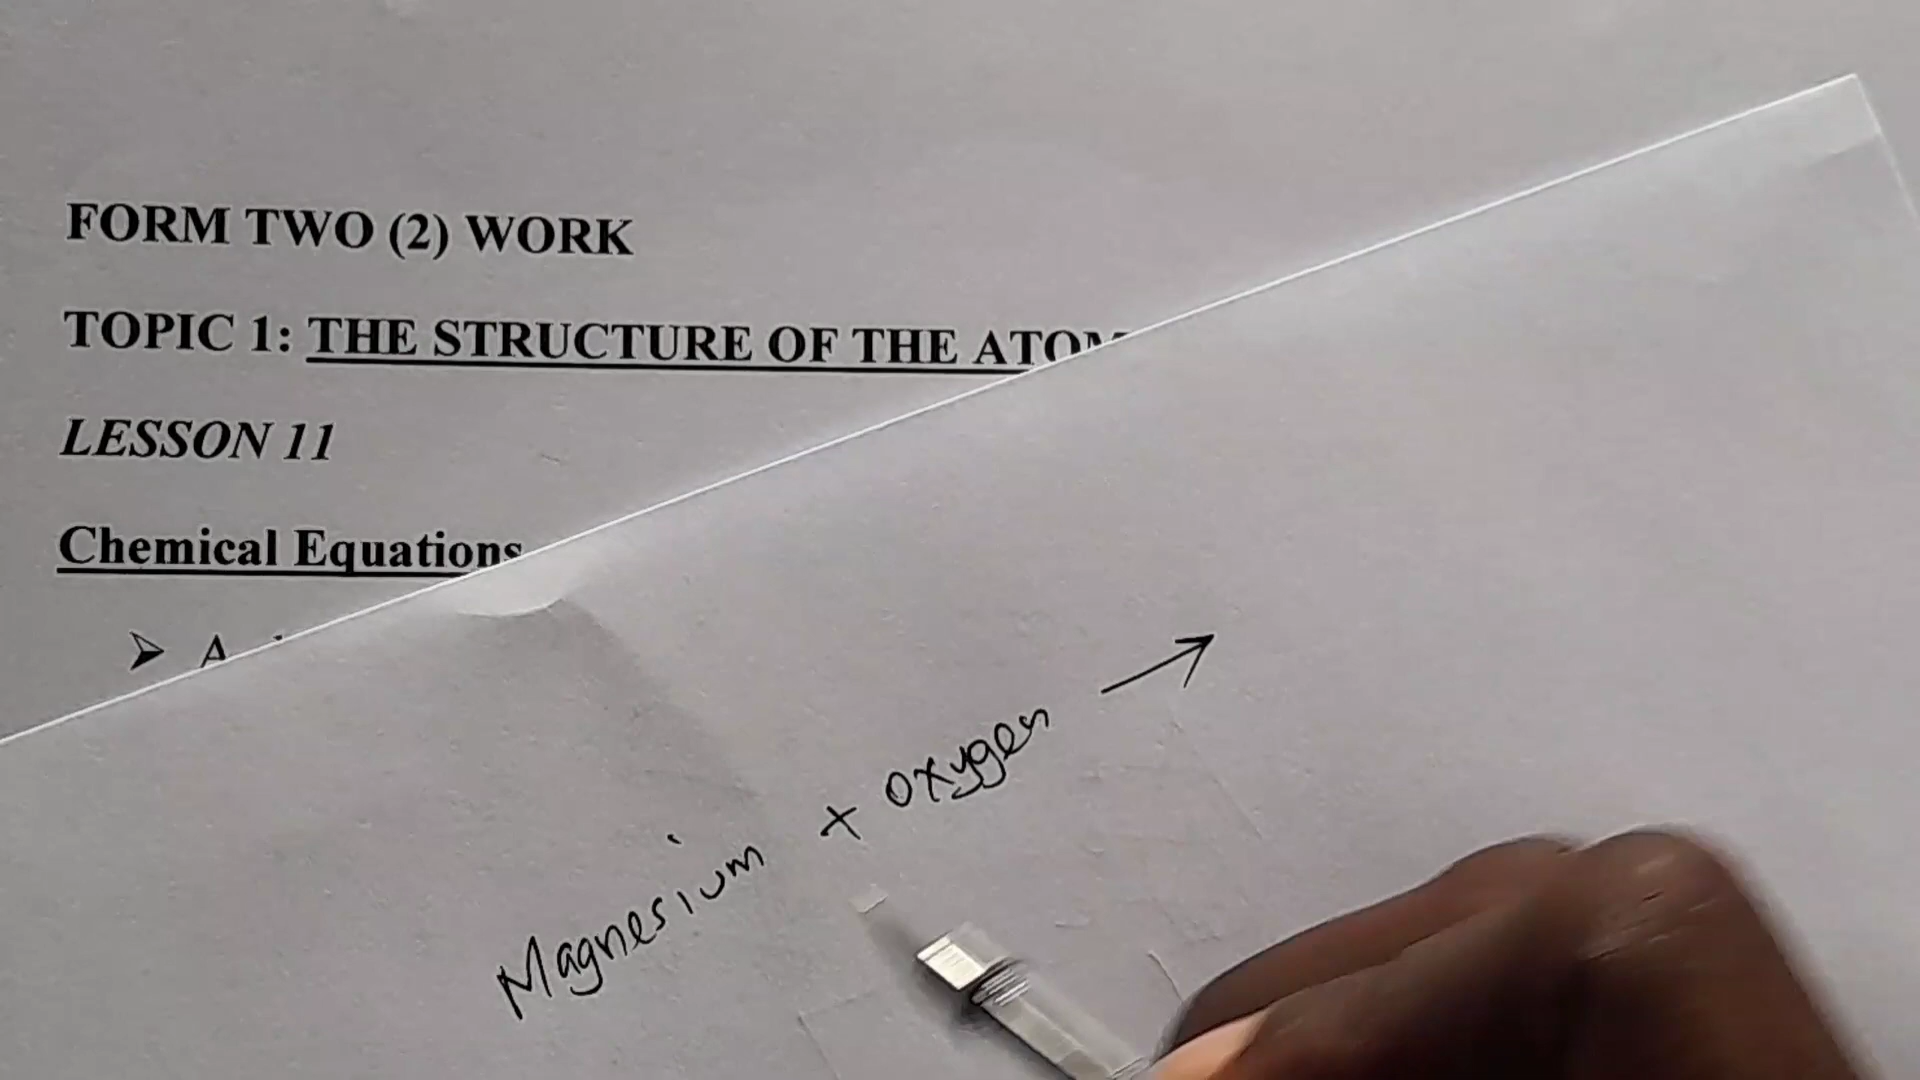 FORM TWO (2) WORK
TOPIC 1: THE STRUCTURE OF THE ATOM
LESSON 11
Chemical Equations
➤ A
Magnesium + Oxygen →